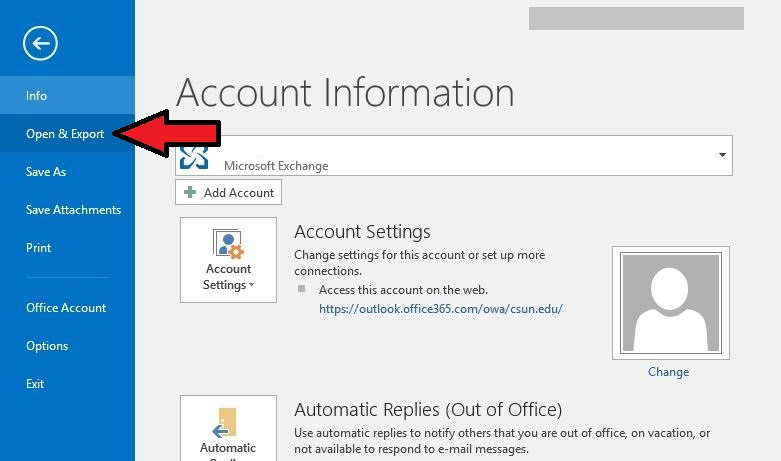 Info
Open & Export
Save As
Save Attachments
Print
Office Account
Options
Exit
Account Information
Microsoft Exchange
Add Account
Account
Settings
Account Settings
Change settings for this account or set up more
connections.
Access this account on the web.
https://outlook.office365.com/owa/csun.edu/
Change
Automatic
Automatic Replies (Out of Office)
Use automatic replies to notify others that you are out of office, on vacation, or
not available to respond to e-mail messages.